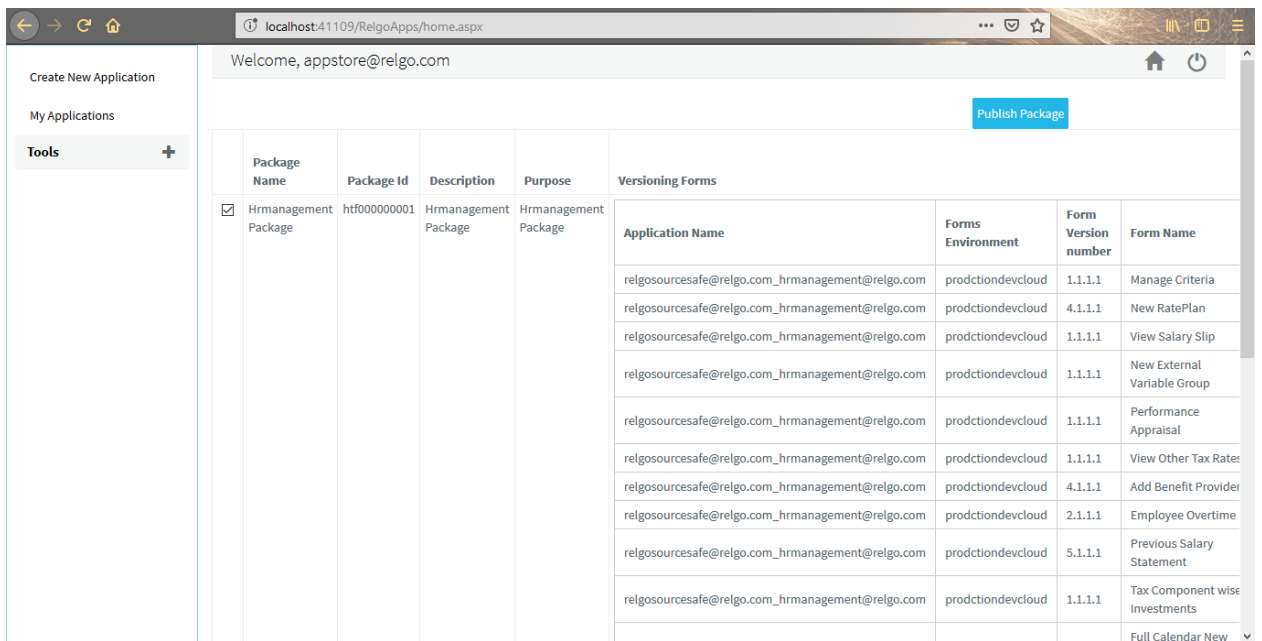 localhost:41109/RelgoApps/home.aspx
Create New Application
My Applications
Tools
Welcome, appstore@relgo.com
Publish Package
Package Name Package Id Description Purpose Versioning Forms
Hrmanagement Package htf000000001 Hrmanagement Package Hrmanagement Package
Application Name Forms Environment Form Version number Form Name
relgosourcesafe@relgo.com_hrmanagement@relgo.com prodctiondevcloud 1.1.1.1 Manage Criteria
relgosourcesafe@relgo.com_hrmanagement@relgo.com prodctiondevcloud 4.1.1.1 New RatePlan
relgosourcesafe@relgo.com_hrmanagement@relgo.com prodctiondevcloud 1.1.1.1 View Salary Slip
relgosourcesafe@relgo.com_hrmanagement@relgo.com prodctiondevcloud 1.1.1.1 New External Variable Group
relgosourcesafe@relgo.com_hrmanagement@relgo.com prodctiondevcloud 1.1.1.1 Performance Appraisal
relgosourcesafe@relgo.com_hrmanagement@relgo.com prodctiondevcloud 1.1.1.1 View Other Tax Rates
relgosourcesafe@relgo.com_hrmanagement@relgo.com prodctiondevcloud 4.1.1.1 Add Benefit Provider
relgosourcesafe@relgo.com_hrmanagement@relgo.com prodctiondevcloud 2.1.1.1 Employee Overtime
relgosourcesafe@relgo.com_hrmanagement@relgo.com prodctiondevcloud 5.1.1.1 Previous Salary Statement
relgosourcesafe@relgo.com_hrmanagement@relgo.com prodctiondevcloud 1.1.1.1 Tax Component wise Investments
Full Calendar New